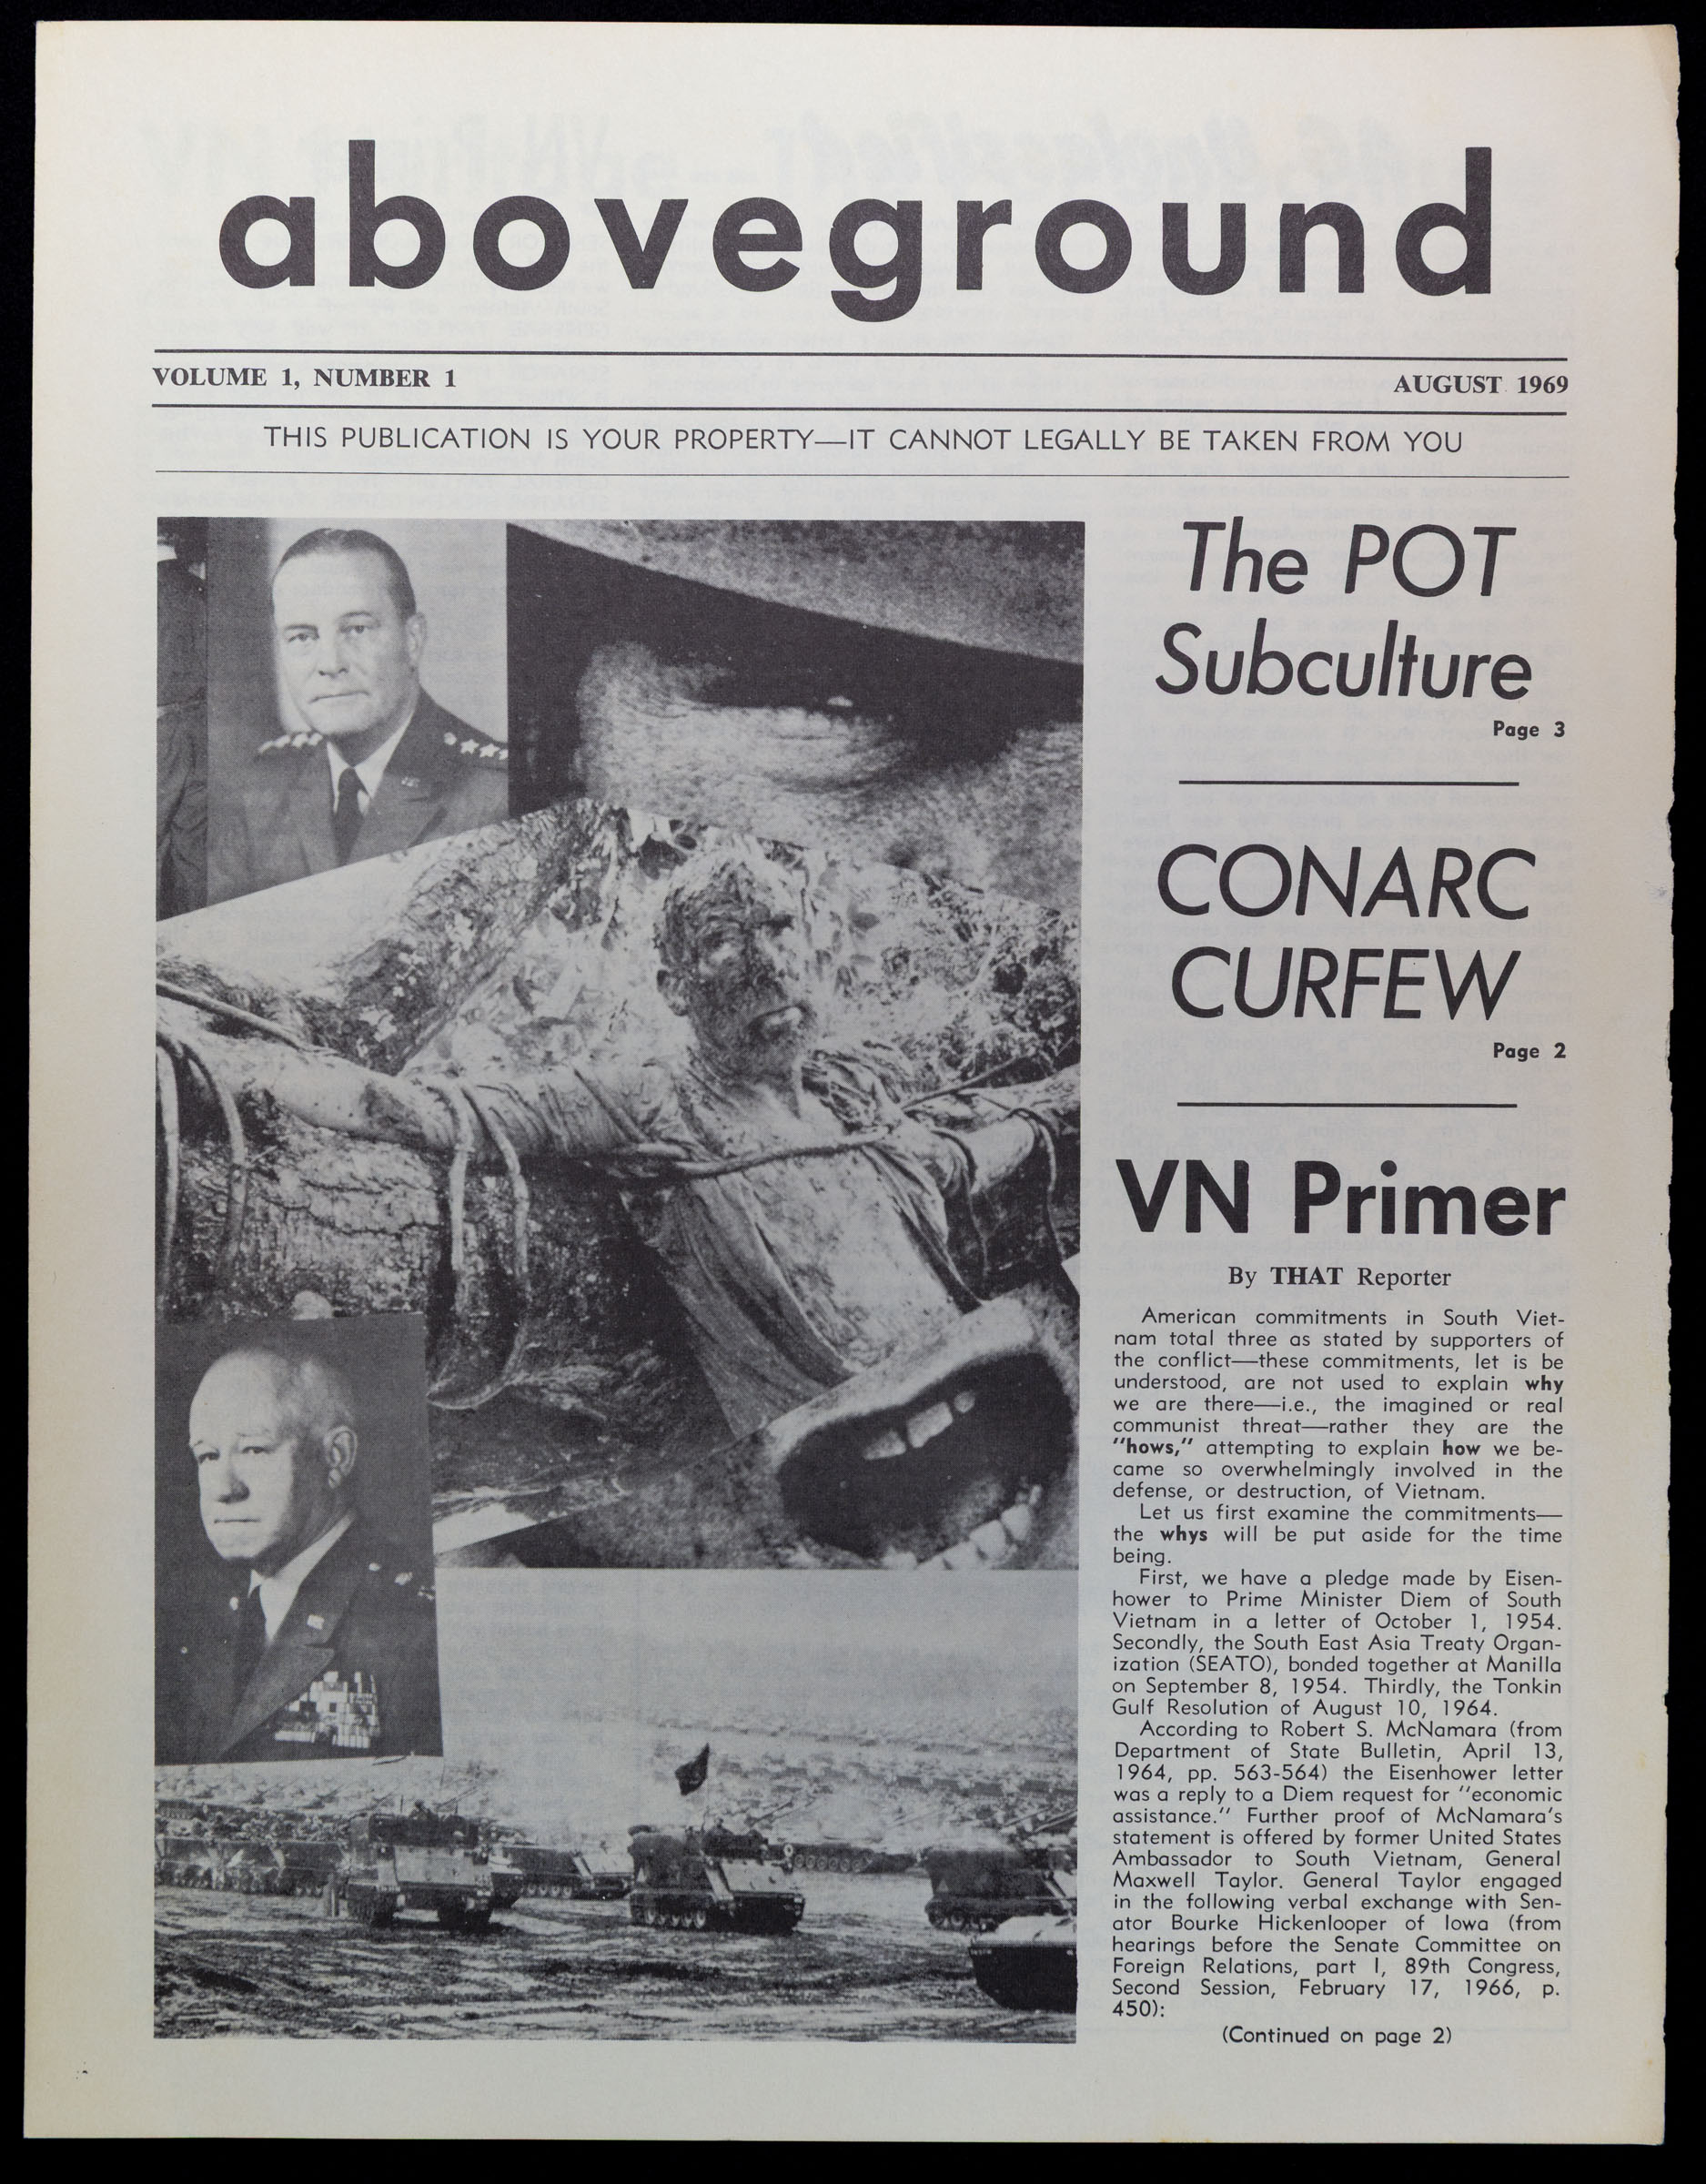 aboveground
VOLUME 1, NUMBER 1
AUGUST 1969
THIS PUBLICATION IS YOUR PROPERTY—IT CANNOT LEGALLY BE TAKEN FROM YOU
The POT
Subculture
Page 3
CONARC
CURFEW
Page 2
VN Primer
By THAT Reporter
American commitments in South Viet-
nam total three as stated by supporters of
the conflict—these commitments, let is be
understood, are not used to explain why
we are there—i.e., the imagined or real
communist threat—rather they are the
"hows," attempting to explain how we be-
came so overwhelmingly involved in the
defense, or destruction, of Vietnam.
Let us first examine the commitments—
the whys will be put aside for the time
being.
First, we have a pledge made by Eisen-
hower to Prime Minister Diem of South
Vietnam in a letter of October 1, 1954.
Secondly, the South East Asia Treaty Organ-
ization (SEATO), bonded together at Manilla
on September 8, 1954. Thirdly, the Tonkin
Gulf Resolution of August 10, 1964.
According to Robert S. McNamara (from
Department of State Bulletin, April 13,
1964, pp. 563-564) the Eisenhower letter
was a reply to a Diem request for "economic
assistance." Further proof of McNamara's
statement is offered by former United States
Ambassador to South Vietnam, General
Maxwell Taylor. General Taylor engaged
in the following verbal exchange with Sen-
ator Bourke Hickenlooper of Iowa (from
hearings before the Senate Committee on
Foreign Relations, part I, 89th Congress,
Second Session, February 17, 1966, p.
450):
(Continued on page 2)